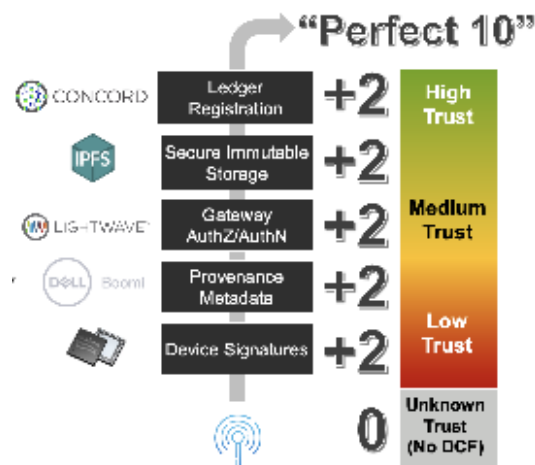 “Perfect 10”
CONCORD
Ledger
Registration
+2
High
Trust
IPFS
Secure Immutable
Storage
+2
LIGHTWAVE
Gateway
AuthZ/AuthN
+2
Medium
Trust
DELL Boomi
Provenance
Metadata
+2
Device Signatures
+2
Low
Trust
0
Unknown
Trust
(No DCF)